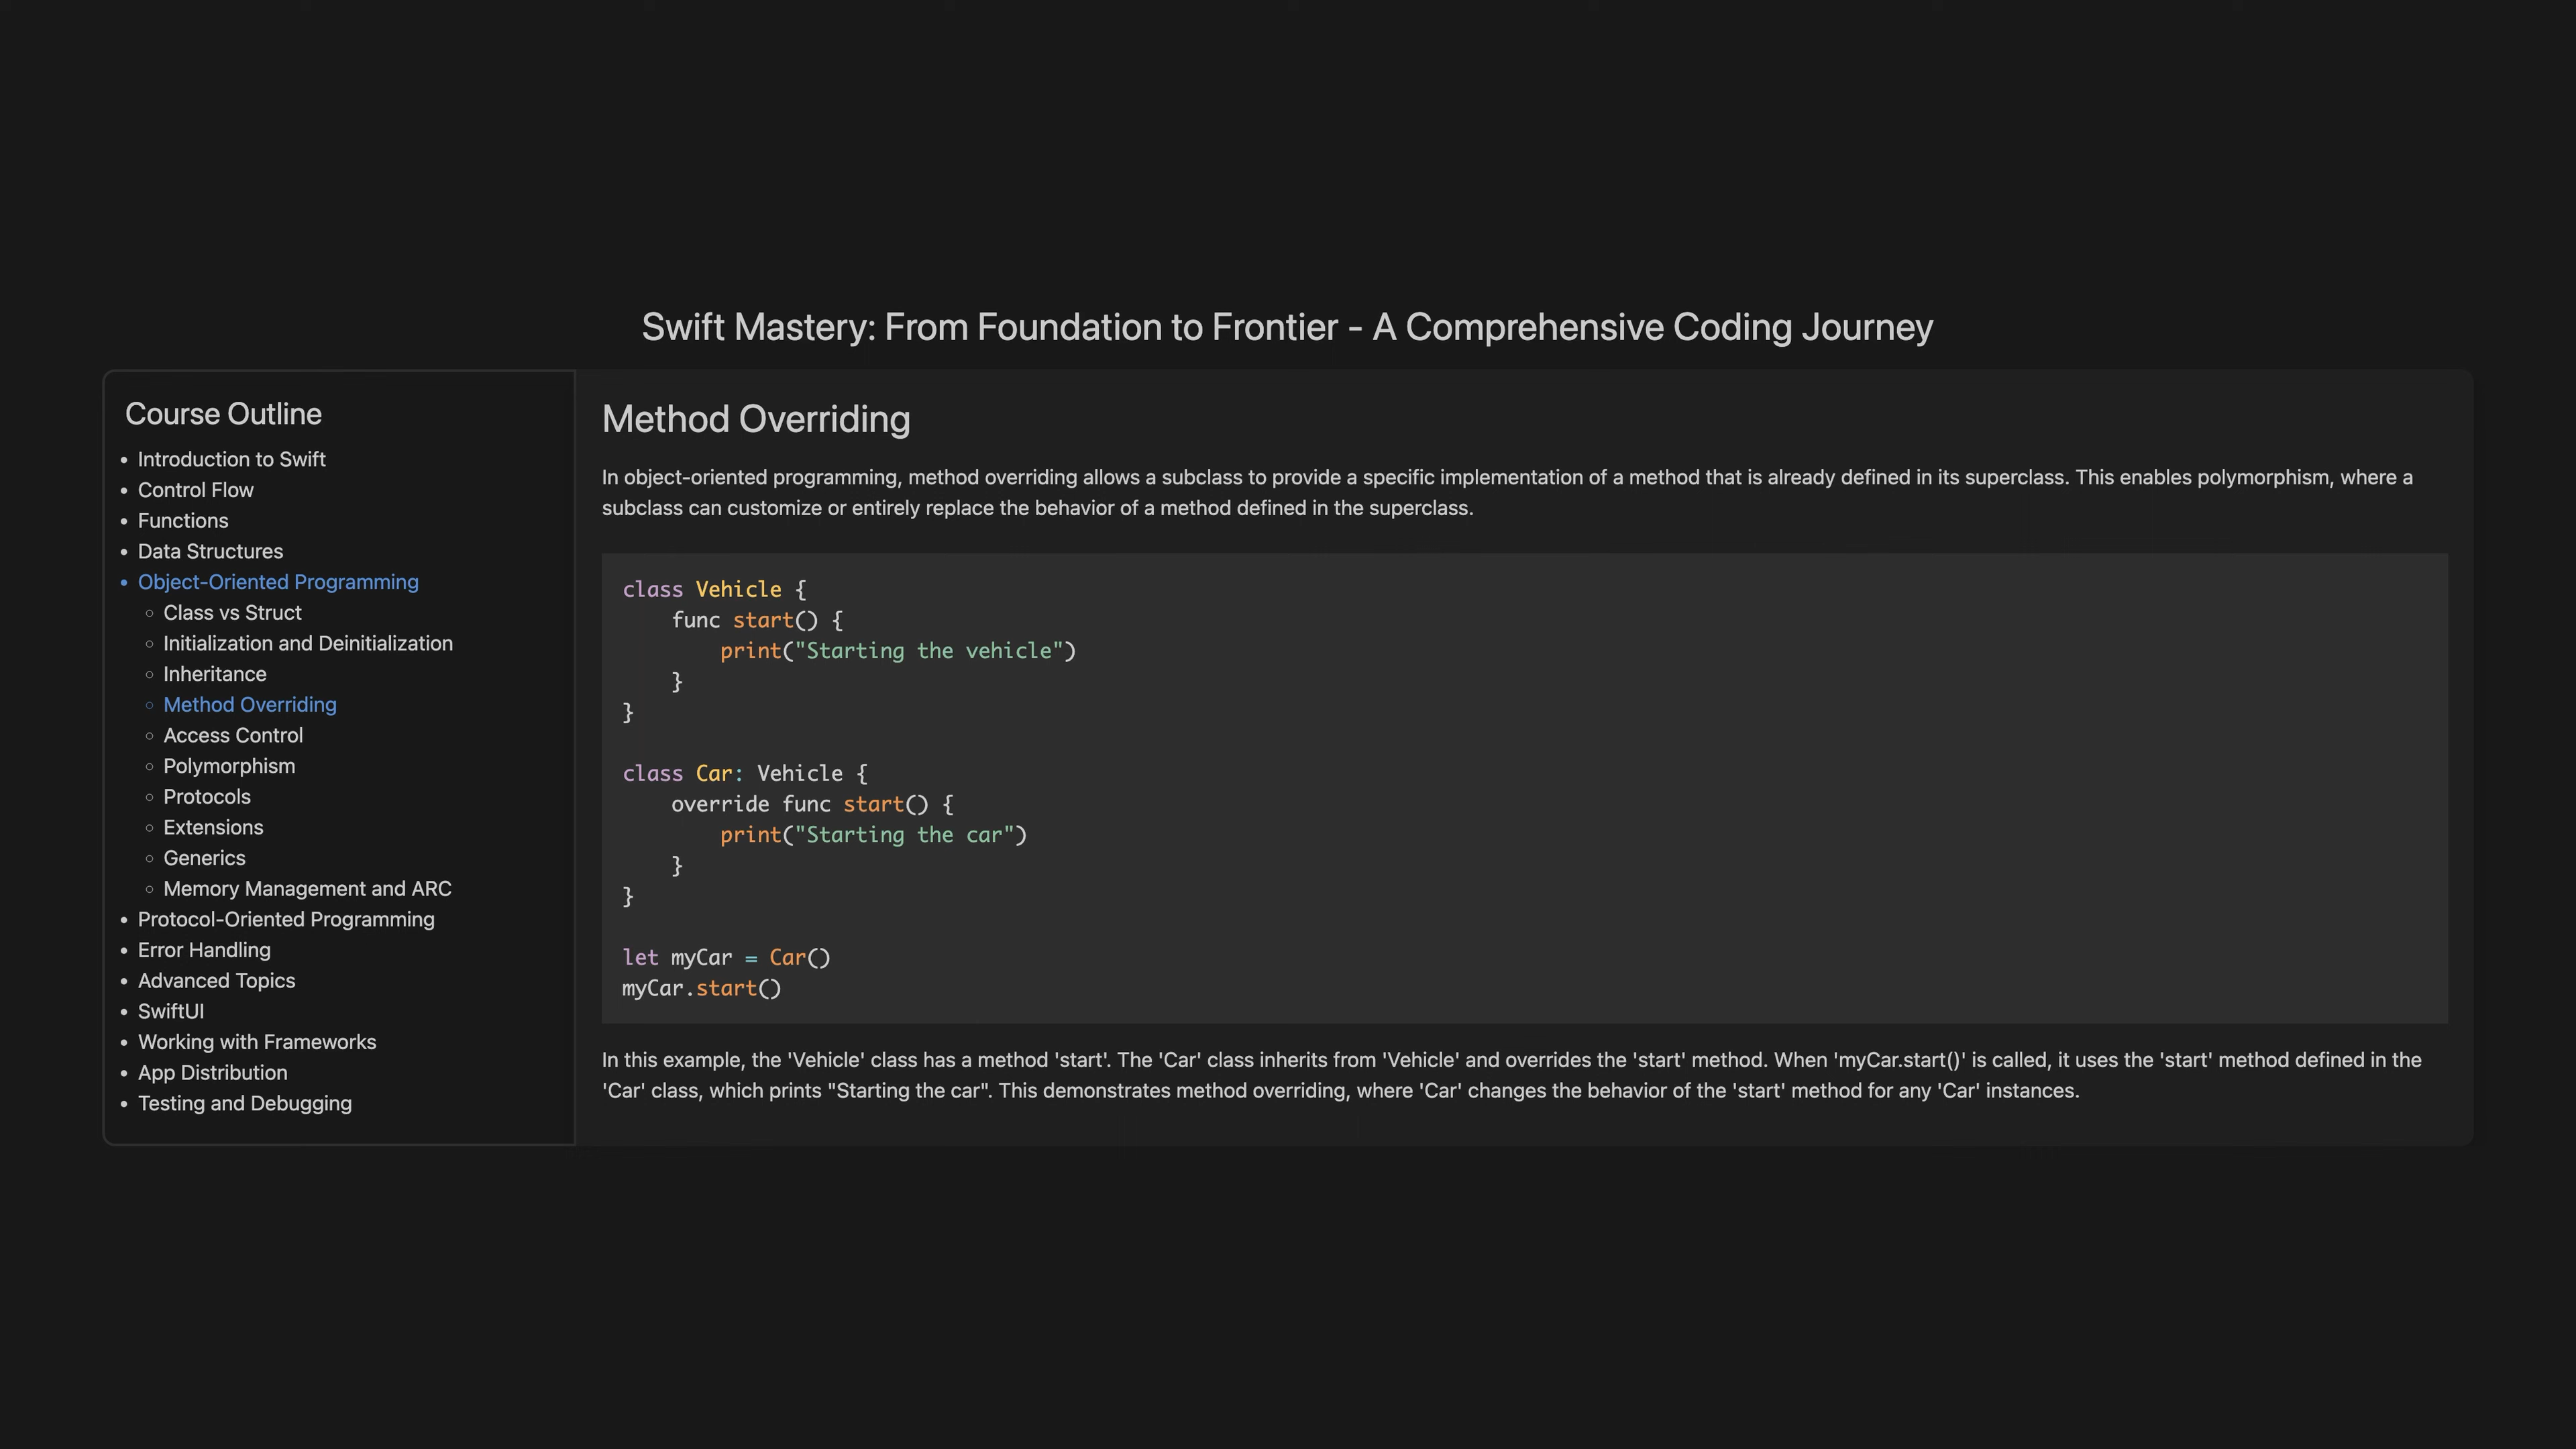 Swift Mastery: From Foundation to Frontier - A Comprehensive Coding Journey
Course Outline
• Introduction to Swift
• Control Flow
• Functions
• Data Structures
• Object-Oriented Programming
◦ Class vs Struct
◦ Initialization and Deinitialization
◦ Inheritance
◦ Method Overriding
◦ Access Control
◦ Polymorphism
◦ Protocols
◦ Extensions
◦ Generics
◦ Memory Management and ARC
• Protocol-Oriented Programming
• Error Handling
• Advanced Topics
• SwiftUI
• Working with Frameworks
• App Distribution
• Testing and Debugging
Method Overriding
In object-oriented programming, method overriding allows a subclass to provide a specific implementation of a method that is already defined in its superclass. This enables polymorphism, where a
subclass can customize or entirely replace the behavior of a method defined in the superclass.
class Vehicle {
    func start() {
        print("Starting the vehicle")
    }
}
class Car: Vehicle {
    override func start() {
        print("Starting the car")
    }
}
let myCar = Car()
myCar.start()
In this example, the 'Vehicle' class has a method 'start'. The 'Car' class inherits from 'Vehicle' and overrides the 'start' method. When 'myCar.start()' is called, it uses the 'start' method defined in the
'Car' class, which prints "Starting the car". This demonstrates method overriding, where 'Car' changes the behavior of the 'start' method for any 'Car' instances.